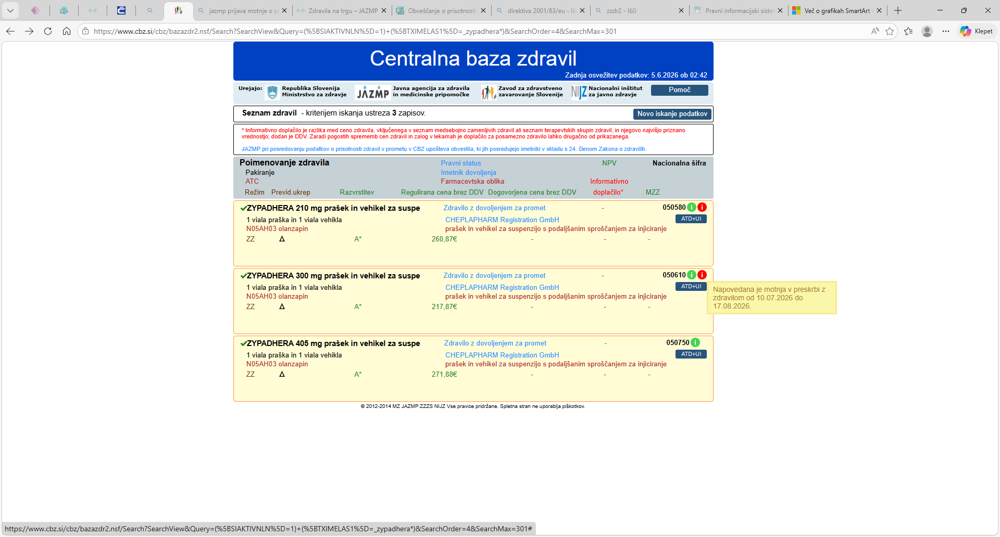 jazmp prijava motnje o p
Zdravila na trgu – JAZMP
Obveščanje o prisotnosti
direktiva 2001/83/eu - Išč
zzdr2 - Išči
Pravni informacijski sister
Več o grafikah SmartArt -
https://www.cbz.si/cbz/bazazdr2.nsf/Search?SearchView&Query=(%5BSIAKTIVNLN%5D=1)+(%5BTXIMELAS1%5D=_zypadhera*)&SearchOrder=4&SearchMax=301
Klepet
Centralna baza zdravil
Zadnja osvežitev podatkov: 5.6.2026 ob 02:42
Urejajo:
Republika Slovenija
Ministrstvo za zdravje
JAZMP
Javna agencija za zdravila
in medicinske pripomočke
Zavod za zdravstveno
zavarovanje Slovenije
NIJZ
Nacionalni inštitut
za javno zdravje
Pomoč
Seznam zdravil - kriterijem iskanja ustreza 3 zapisov.
Novo iskanje podatkov
* Informativno doplačilo je razlika med ceno zdravila, vključenega v seznam medsebojno zamenljivih zdravil ali seznam terapevtskih skupin zdravil, in njegovo najvišjo priznano
vrednostjo; dodan je DDV. Zaradi pogostih sprememb cen zdravil in zalog v lekarnah je doplačilo za posamezno zdravilo lahko drugačno od prikazanega.
JAZMP pri posredovanju podatkov o prisotnosti zdravil v prometu v CBZ upošteva obvestila, ki jih posredujejo imetniki v skladu s 24. členom Zakona o zdravilih.
Poimenovanje zdravila Pravni status NPV Nacionalna šifra
Pakiranje Imetnik dovoljenja
ATC Farmacevtska oblika Informativno
Režim Previd.ukrep Razvrstitev Regulirana cena brez DDV Dogovorjena cena brez DDV doplačilo* MZZ
ZYPADHERA 210 mg prašek in vehikel za suspe Zdravilo z dovoljenjem za promet - 050580 i i
1 viala praška in 1 viala vehikla CHEPLAPHARM Registration GmbH ATD+UI
N05AH03 olanzapin prašek in vehikel za suspenzijo s podaljšanim sproščanjem za injiciranje
ZZ Δ A* 260,87€ - - -
ZYPADHERA 300 mg prašek in vehikel za suspe Zdravilo z dovoljenjem za promet - 050610 i i
1 viala praška in 1 viala vehikla CHEPLAPHARM Registration GmbH ATD+UI
N05AH03 olanzapin prašek in vehikel za suspenzijo s podaljšanim sproščanjem za injiciranje
ZZ Δ A* 217,87€ - - -
Napovedana je motnja v preskrbi z
zdravilom od 10.07.2026 do
17.08.2026.
ZYPADHERA 405 mg prašek in vehikel za suspe Zdravilo z dovoljenjem za promet - 050750 i
1 viala praška in 1 viala vehikla CHEPLAPHARM Registration GmbH ATD+UI
N05AH03 olanzapin prašek in vehikel za suspenzijo s podaljšanim sproščanjem za injiciranje
ZZ Δ A* 271,88€ - - -
© 2012-2014 MZ JAZMP ZZZS NIJZ Vse pravice pridržane. Spletna stran ne uporablja piškotkov.
https://www.cbz.si/cbz/bazazdr2.nsf/Search?SearchView&Query=(%5BSIAKTIVNLN%5D=1)+(%5BTXIMELAS1%5D=_zypadhera*)&SearchOrder=4&SearchMax=301#